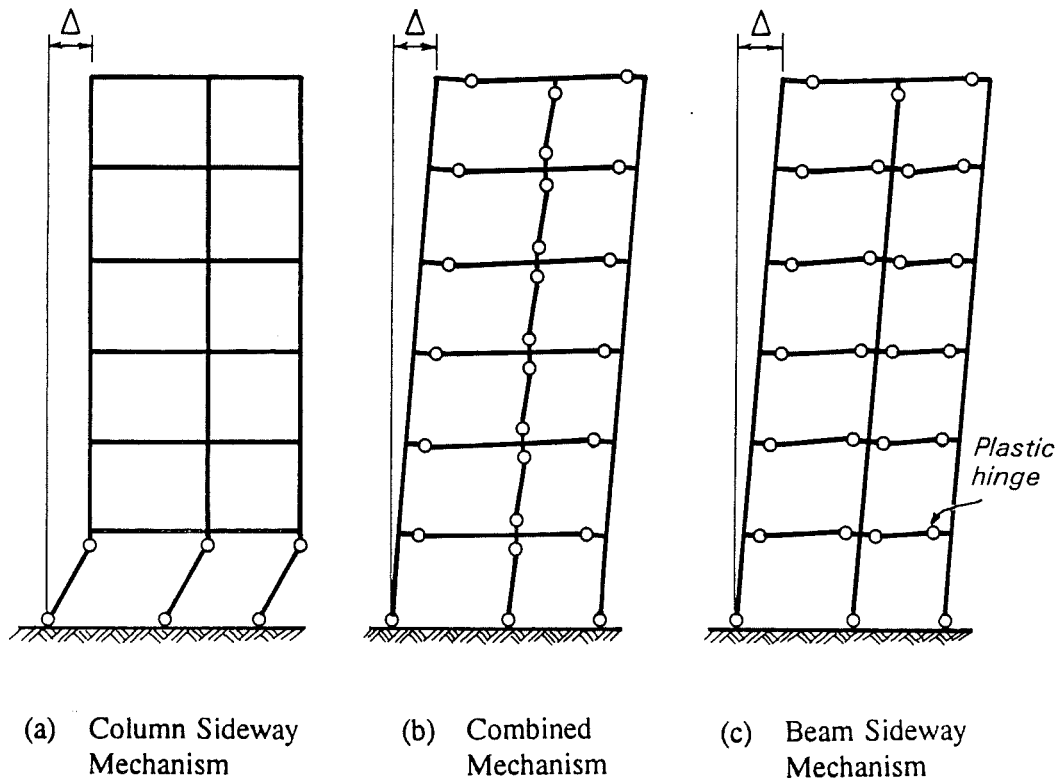 Δ Δ Δ
Plastic
hinge
(a) Column Sideway
Mechanism
(b) Combined
Mechanism
(c) Beam Sideway
Mechanism